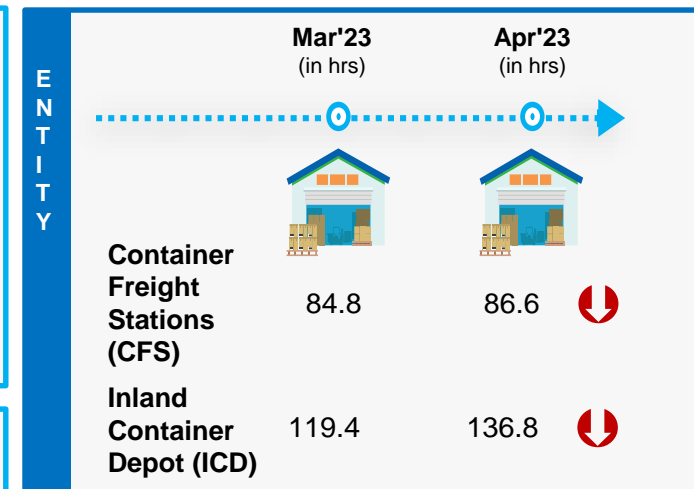 ENTITY
Mar'23 Apr'23
(in hrs) (in hrs)
Container
Freight
Stations
(CFS)
84.8 86.6
Inland
Container
Depot (ICD)
119.4 136.8